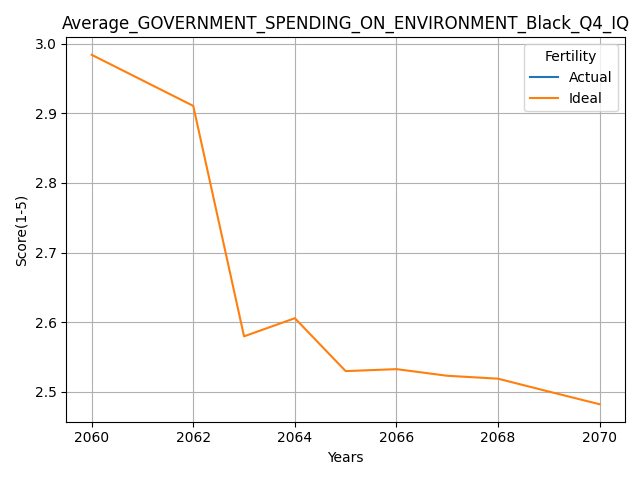 Average_GOVERNMENT_SPENDING_ON_ENVIRONMENT_Black_Q4_IQ
Fertility
Actual
Ideal
Score(1-5)
3.0
2.9
2.8
2.7
2.6
2.5
2060 2062 2064 2066 2068 2070
Years